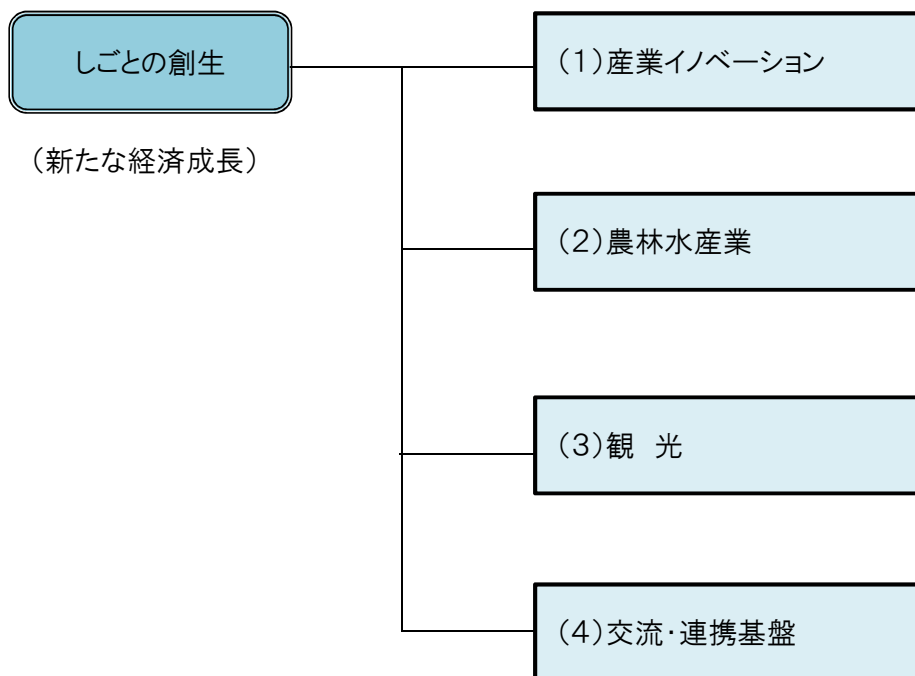 しごとの創生
（新たな経済成長）
（１）産業イノベーション
（２）農林水産業
（３）観　光
（４）交流・連携基盤